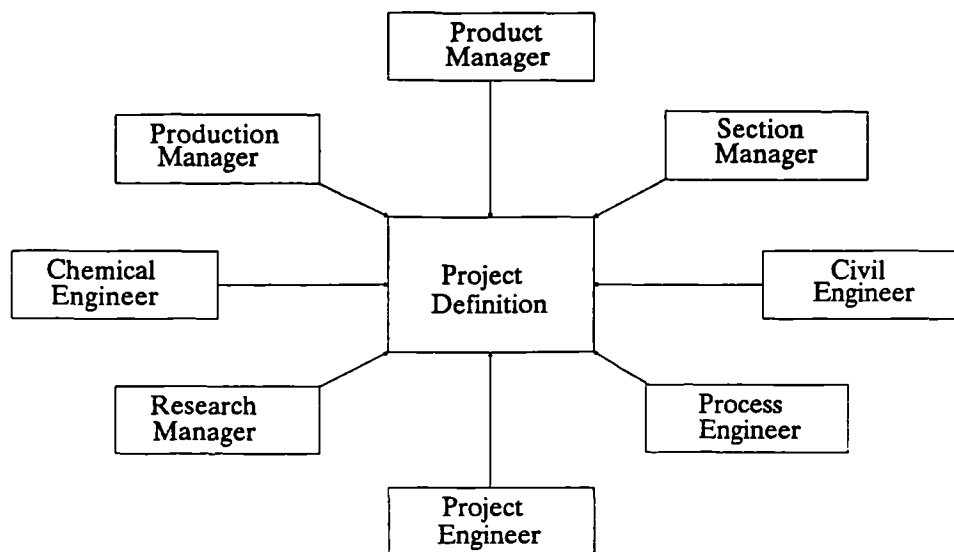 Product
Manager
Production
Manager
Section
Manager
Chemical
Engineer
Project
Definition
Civil
Engineer
Research
Manager
Process
Engineer
Project
Engineer